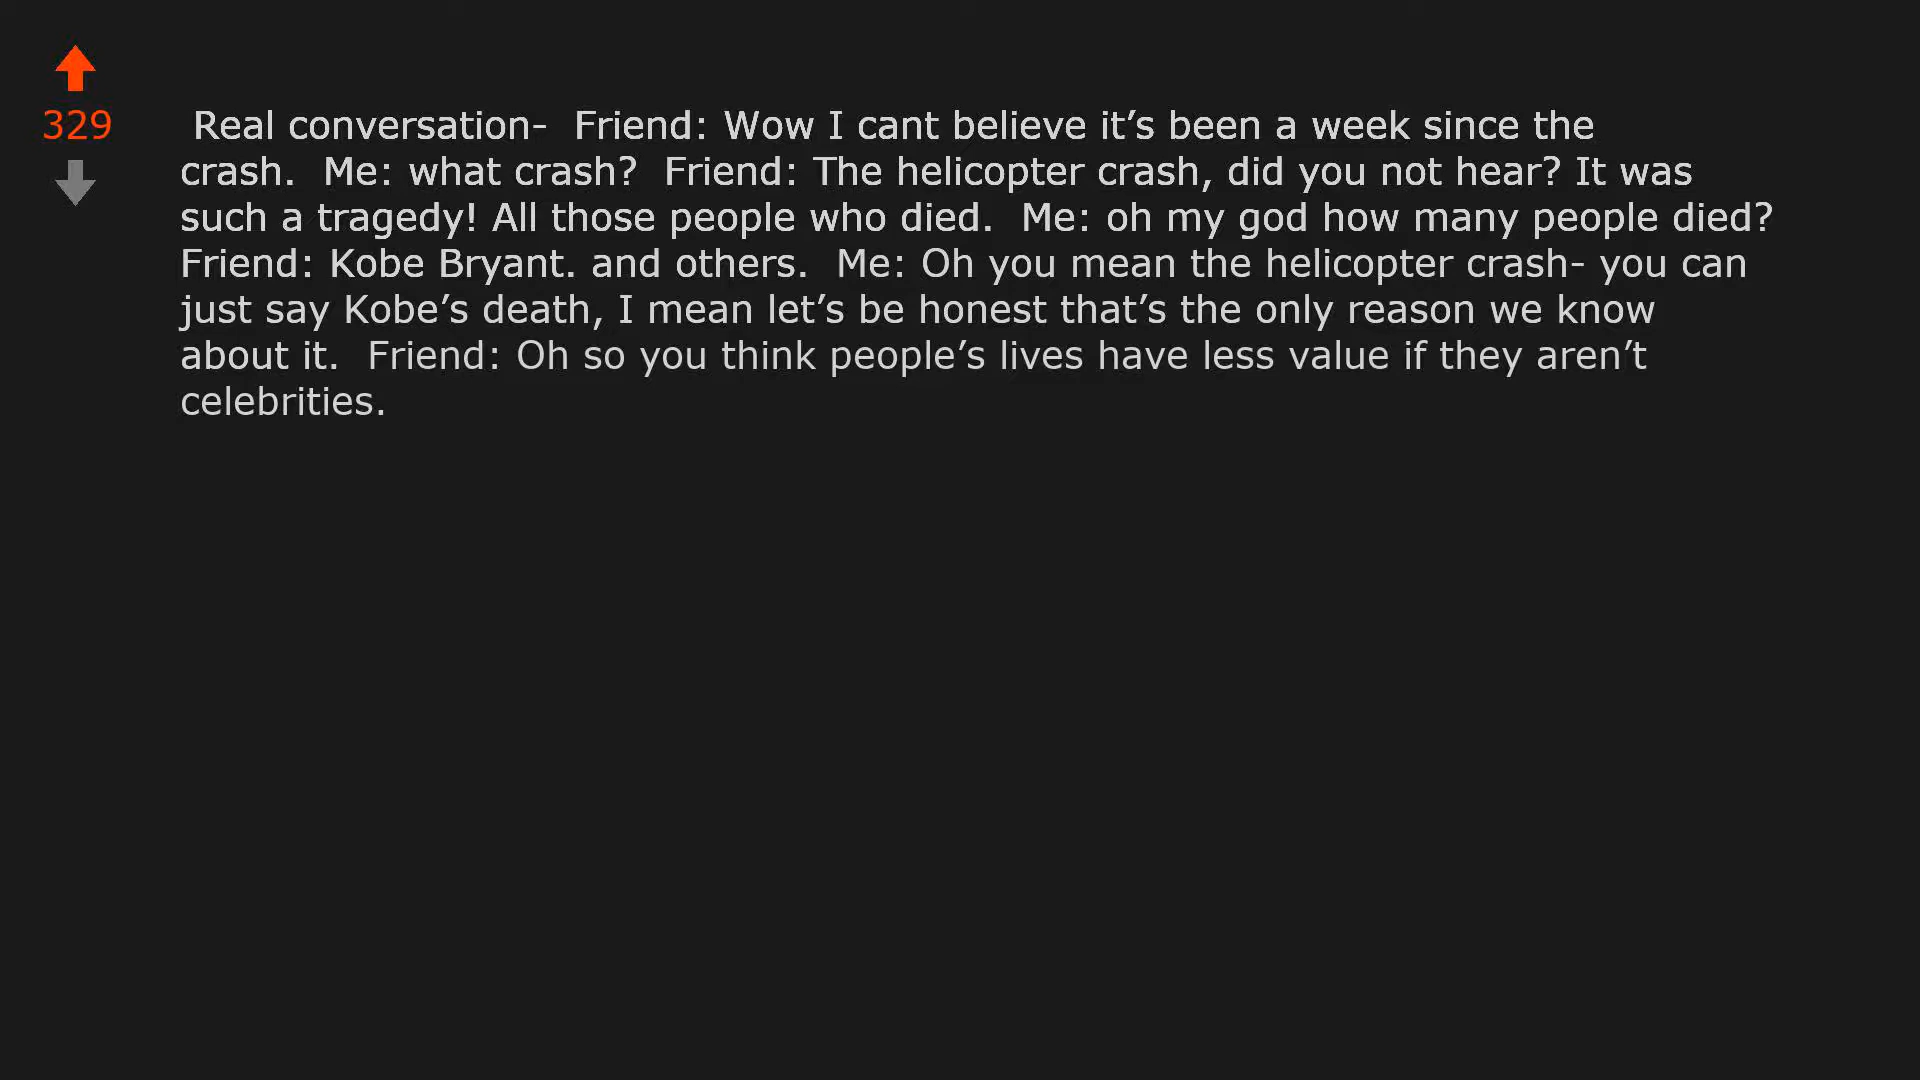 329
Real conversation-  Friend: Wow I cant believe it’s been a week since the
crash.  Me: what crash?  Friend: The helicopter crash, did you not hear? It was
such a tragedy! All those people who died.  Me: oh my god how many people died?
Friend: Kobe Bryant. and others.  Me: Oh you mean the helicopter crash- you can
just say Kobe’s death, I mean let’s be honest that’s the only reason we know
about it.  Friend: Oh so you think people’s lives have less value if they aren’t
celebrities.